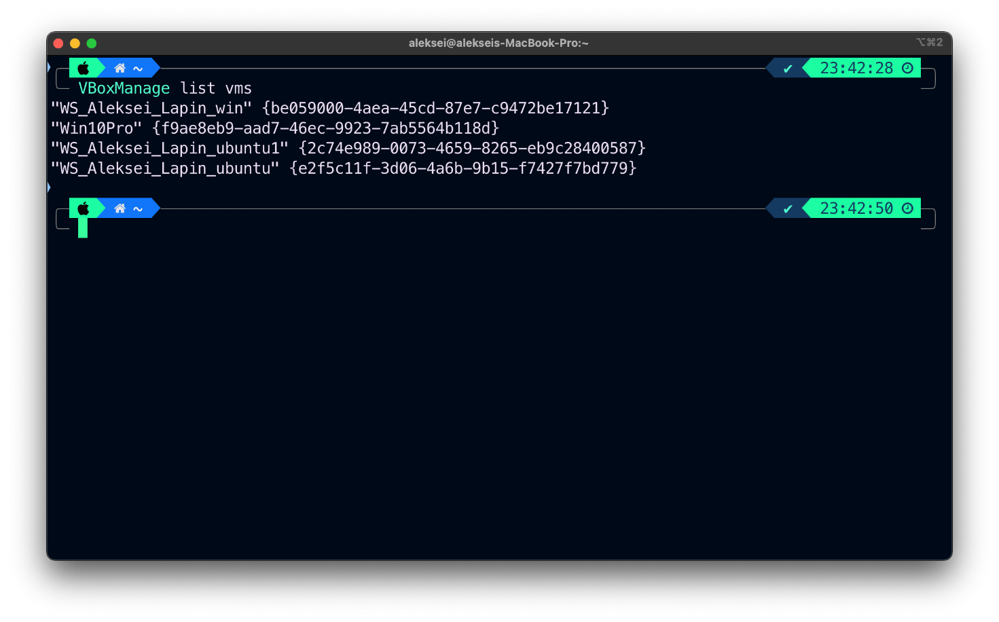 aleksei@alekseis-MacBook-Pro:~
⌥⌘2
~ ✔ 23:42:28
VBoxManage list vms
"WS_Aleksei_Lapin_win" {be059000-4aea-45cd-87e7-c9472be17121}
"Win10Pro" {f9ae8eb9-aad7-46ec-9923-7ab5564b118d}
"WS_Aleksei_Lapin_ubuntu1" {2c74e989-0073-4659-8265-eb9c28400587}
"WS_Aleksei_Lapin_ubuntu" {e2f5c11f-3d06-4a6b-9b15-f7427f7bd779}
~ ✔ 23:42:50